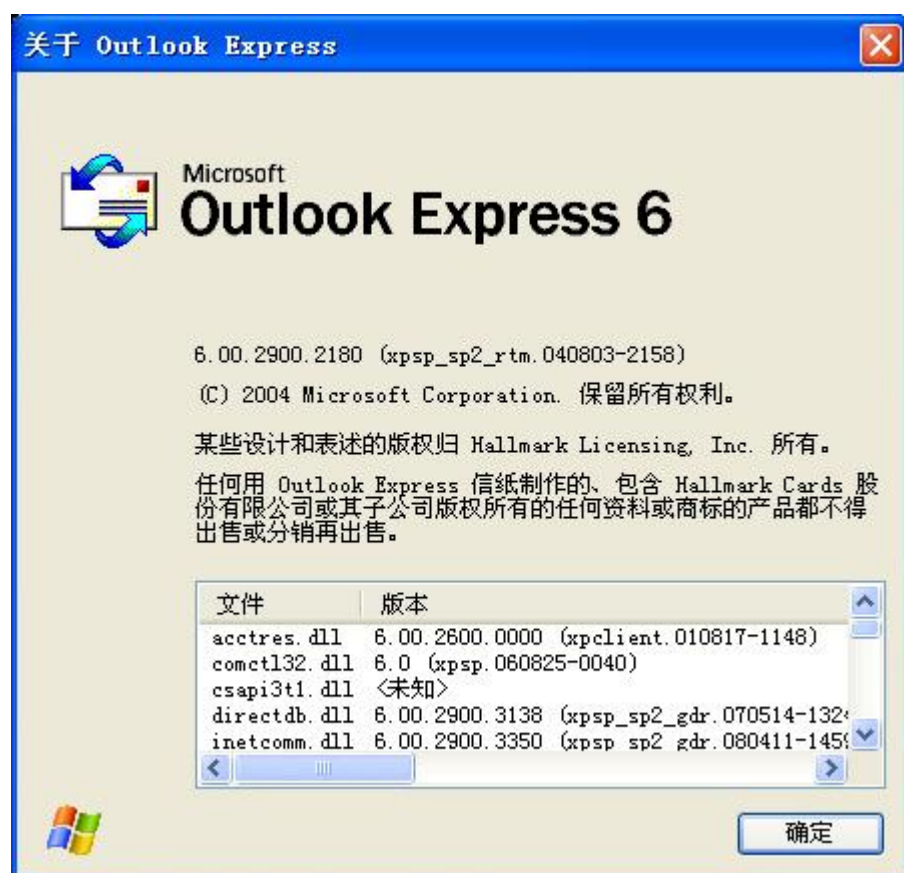 关于 Outlook Express
Microsoft
Outlook Express 6
6.00.2900.2180 (xpsp_sp2_rtm.040803-2158)
(C) 2004 Microsoft Corporation. 保留所有权利。
某些设计和表述的版权归 Hallmark Licensing, Inc. 所有。
任何用 Outlook Express 信纸制作的、包含 Hallmark Cards 股
份有限公司或其子公司版权所有的任何资料或商标的产品都不得
出售或分销再出售。
文件 版本
acctres.dll 6.00.2600.0000 (xpclient.010817-1148)
comctl32.dll 6.0 (xpsp.060825-0040)
csapi3t1.dll <未知>
directdb.dll 6.00.2900.3138 (xpsp_sp2_gdr.070514-132
inetcomm.dll 6.00.2900.3350 (xpsp_sp2_gdr.080411-145
确定